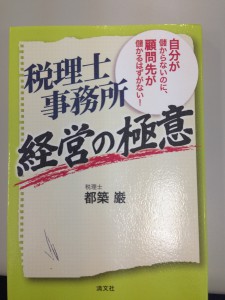 自分が
儲からないのに、
顧問先が
儲かるはずがない!
税理士
事務所
経営の極意
税理士
都築 巌
清文社